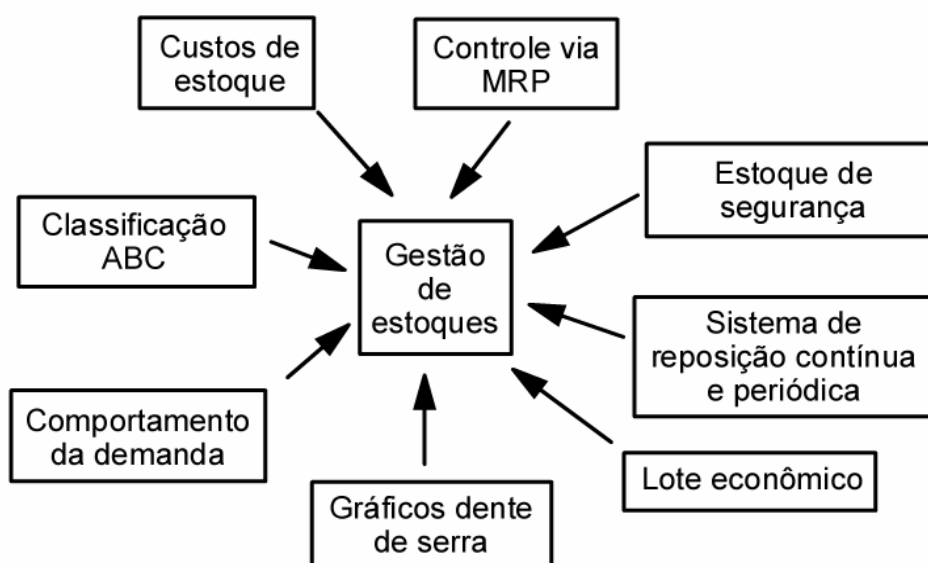 Custos de
estoque
Controle via
MRP
Estoque de
segurança
Classificação
ABC
Gestão
de
estoques
Sistema de
reposição contínua
e periódica
Comportamento
da demanda
Lote econômico
Gráficos dente
de serra